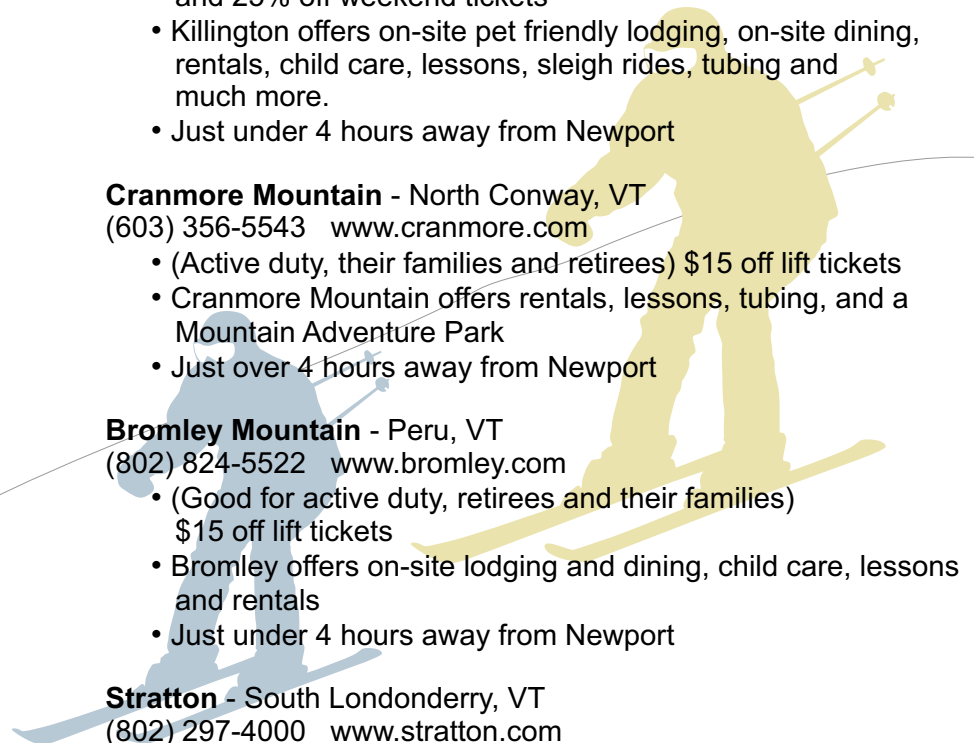 and 25% off weekend tickets
• Killington offers on-site pet friendly lodging, on-site dining,
rentals, child care, lessons, sleigh rides, tubing and
much more.
• Just under 4 hours away from Newport
Cranmore Mountain - North Conway, VT
(603) 356-5543 www.cranmore.com
• (Active duty, their families and retirees) $15 off lift tickets
• Cranmore Mountain offers rentals, lessons, tubing, and a
Mountain Adventure Park
• Just over 4 hours away from Newport
Bromley Mountain - Peru, VT
(802) 824-5522 www.bromley.com
• (Good for active duty, retirees and their families)
$15 off lift tickets
• Bromley offers on-site lodging and dining, child care, lessons
and rentals
• Just under 4 hours away from Newport
Stratton - South Londonderry, VT
(802) 297-4000 www.stratton.com